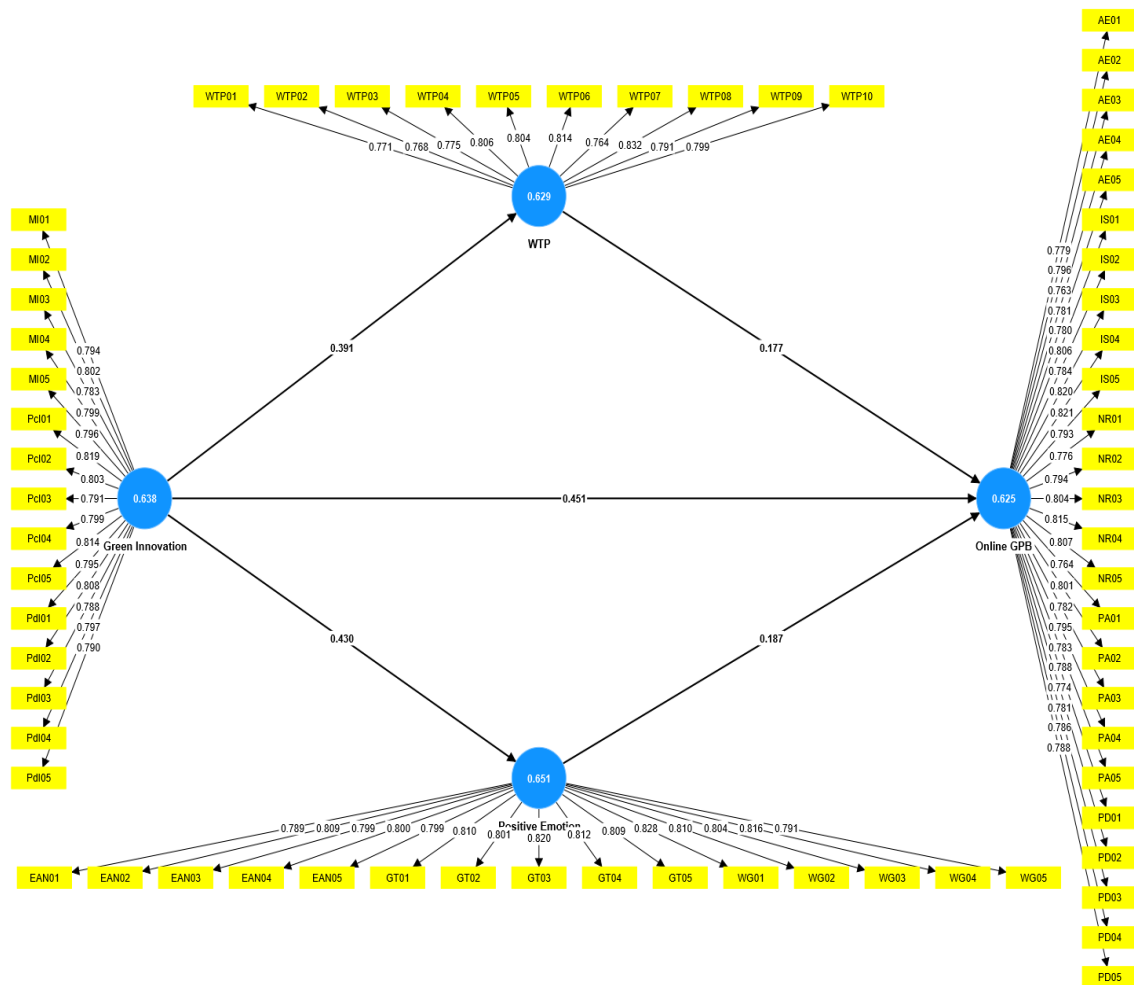 AE01
AE02
WTP01 WTP02 WTP03 WTP04 WTP05 WTP06 WTP07 WTP08 WTP09 WTP10
AE03
AE04
0.771 0.768 0.775 0.806 0.804 0.814 0.764 0.832 0.791 0.799
AE05
0.629
WTP
MI01
IS01
MI02
IS02
MI03
IS03
MI04
IS04
MI05
IS05
PcI01
NR01
PcI02
NR02
PcI03
NR03
PcI04
NR04
PcI05
NR05
PdI01
PA01
PdI02
PA02
PdI03
PA03
PdI04
PA04
PdI05
PA05
0.794
0.802
0.783
0.799
0.796
0.819
0.803
0.791
0.799
0.814
0.795
0.808
0.788
0.797
0.790
0.638
Green Innovation
0.391
0.177
0.451
0.430
0.187
0.779
0.796
0.763
0.781
0.780
0.806
0.784
0.820
0.821
0.793
0.776
0.794
0.804
0.815
0.807
0.764
0.801
0.782
0.795
0.783
0.788
0.774
0.781
0.786
0.788
0.625
Online GPB
0.651
Positive Emotion
0.789 0.809 0.799 0.800 0.799 0.810 0.801 0.820 0.812 0.809 0.828 0.810 0.804 0.816 0.791
EAN01 EAN02 EAN03 EAN04 EAN05 GT01 GT02 GT03 GT04 GT05 WG01 WG02 WG03 WG04 WG05
PD01
PD02
PD03
PD04
PD05